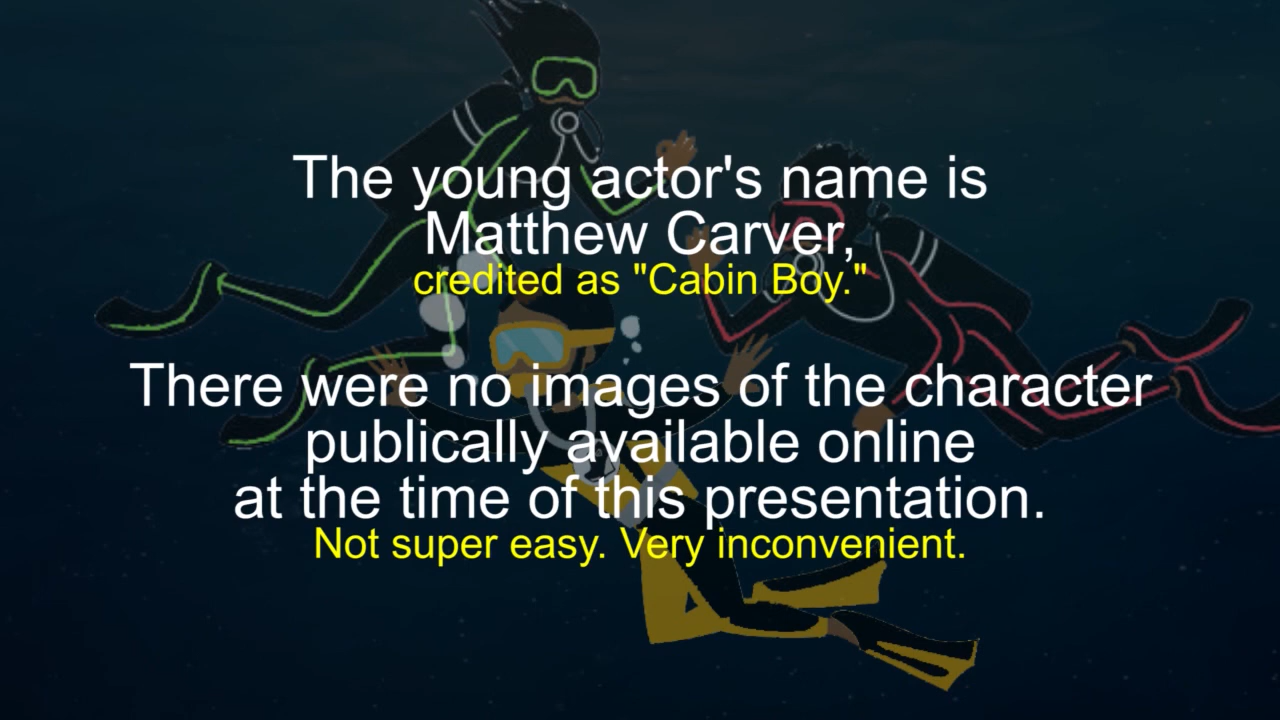 The young actor's name is
Matthew Carver,
credited as "Cabin Boy."
There were no images of the character
publically available online
at the time of this presentation.
Not super easy. Very inconvenient.